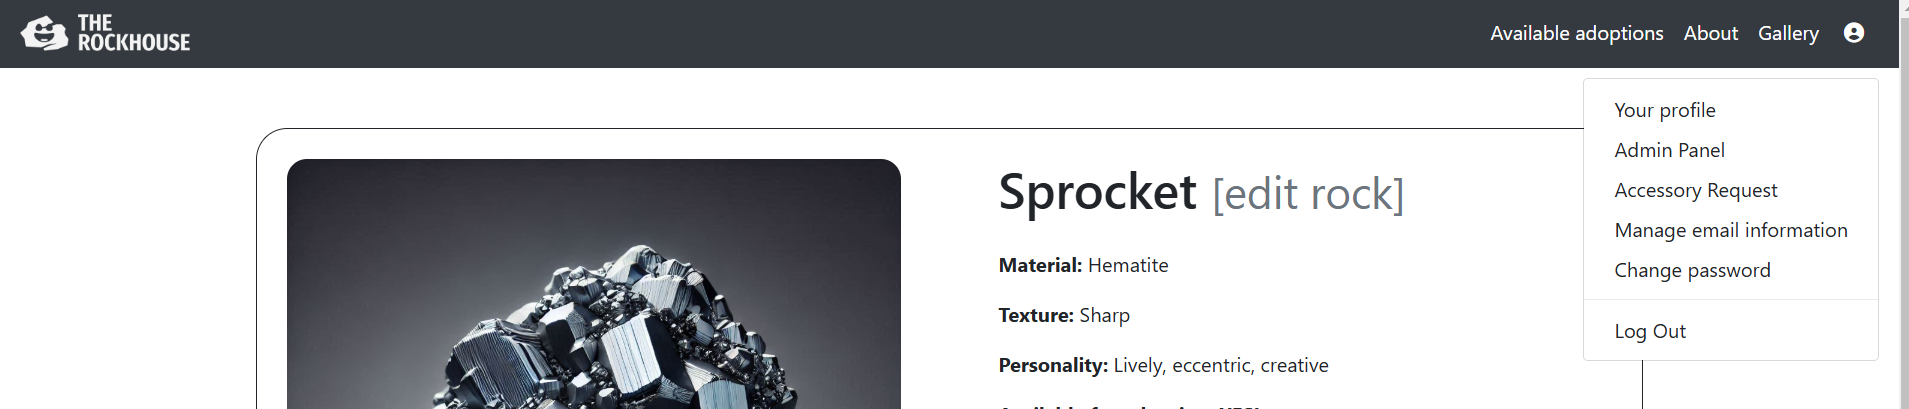 THE
ROCKHOUSE
Available adoptions About Gallery
Your profile
Admin Panel
Accessory Request
Manage email information
Change password
Log Out
Sprocket [edit rock]
Material: Hematite
Texture: Sharp
Personality: Lively, eccentric, creative